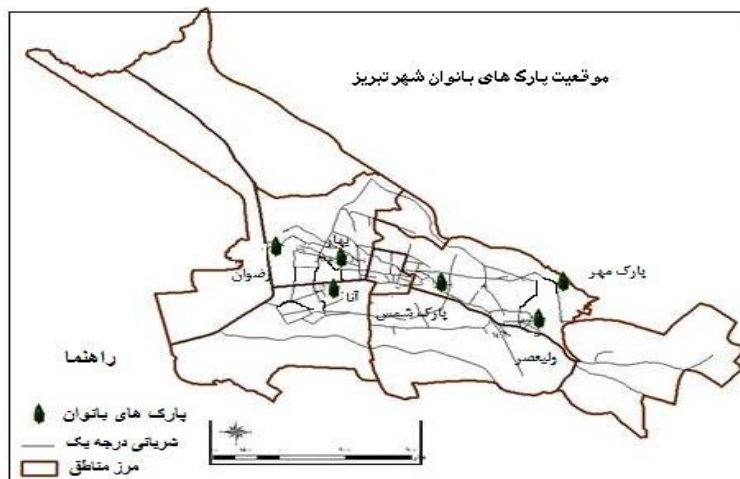 موقعیت پارک های بانوان شهر تبریز
بهار
رضوان
پارک مهر
آنا
پارک شمس
ولیعصر
راهنما
پارک های بانوان
شریانی درجه یک
مرز مناطق